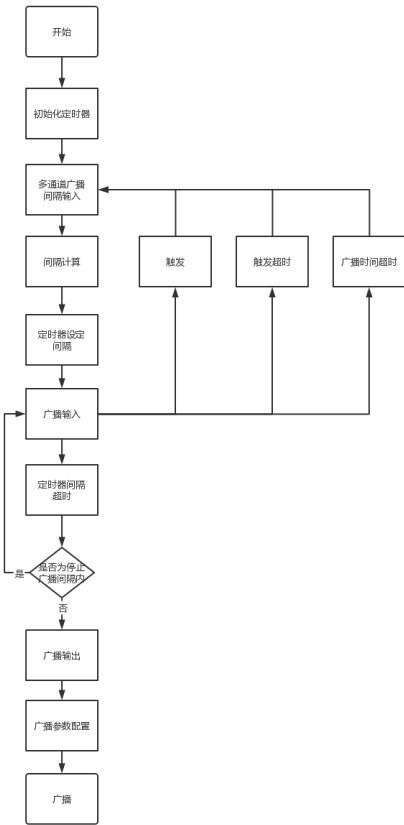 开始
初始化定时器
多通道广播
间隔输入
间隔计算
触发
触发超时
广播时间超时
定时器设定
间隔
广播输入
定时器间隔
超时
是否为停止
广播间隔内
是
否
广播输出
广播参数配置
广播